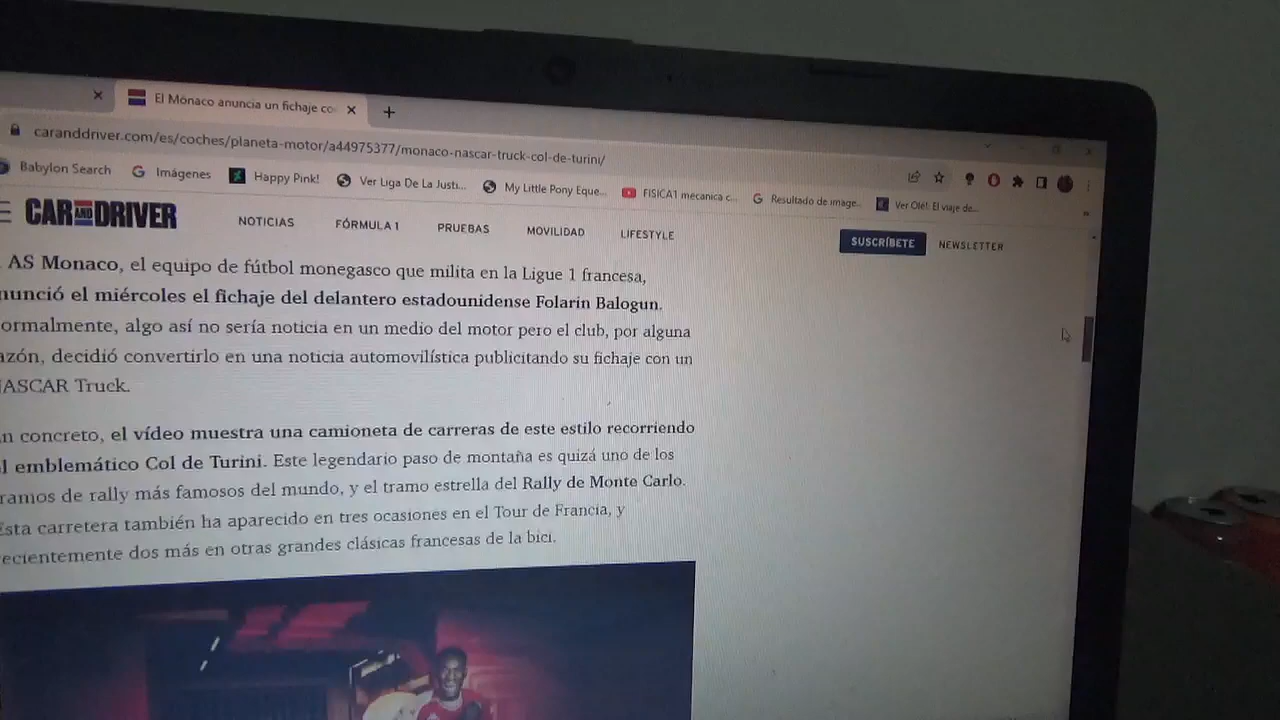 El Mónaco anuncia un fichaje co
caranddriver.com/es/coches/planeta-motor/a44975377/monaco-nascar-truck-col-de-turini/
Babylon Search Imágenes Happy Pink! Ver Liga De La Justi... My Little Pony Eque... FISICA1 mecanica c... Resultado de image... Ver Olé!: El viaje de...
CAR AND DRIVER NOTICIAS FÓRMULA 1 PRUEBAS MOVILIDAD LIFESTYLE SUSCRÍBETE NEWSLETTER
AS Monaco, el equipo de fútbol monegasco que milita en la Ligue 1 francesa,
nunció el miércoles el fichaje del delantero estadounidense Folarin Balogun.
ormalmente, algo así no sería noticia en un medio del motor pero el club, por alguna
azón, decidió convertirlo en una noticia automovilística publicitando su fichaje con un
NASCAR Truck.
n concreto, el vídeo muestra una camioneta de carreras de este estilo recorriendo
l emblemático Col de Turini. Este legendario paso de montaña es quizá uno de los
ramos de rally más famosos del mundo, y el tramo estrella del Rally de Monte Carlo.
Esta carretera también ha aparecido en tres ocasiones en el Tour de Francia, y
recientemente dos más en otras grandes clásicas francesas de la bici.